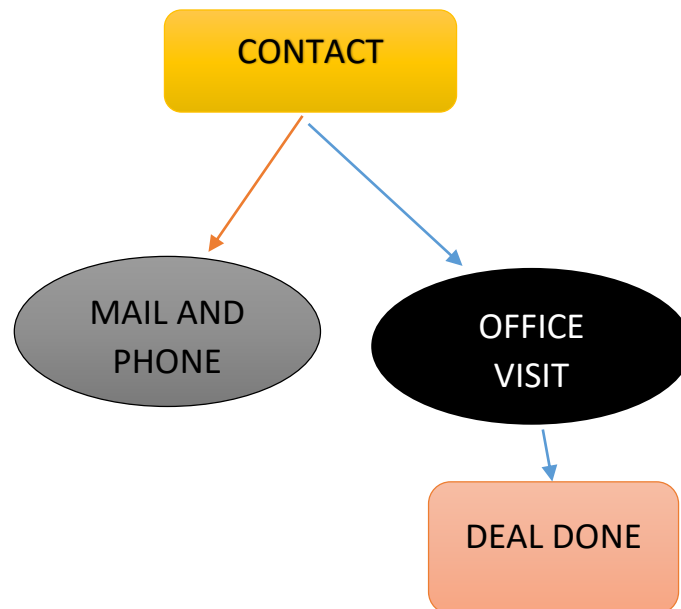 CONTACT
MAIL AND
PHONE
OFFICE
VISIT
DEAL DONE